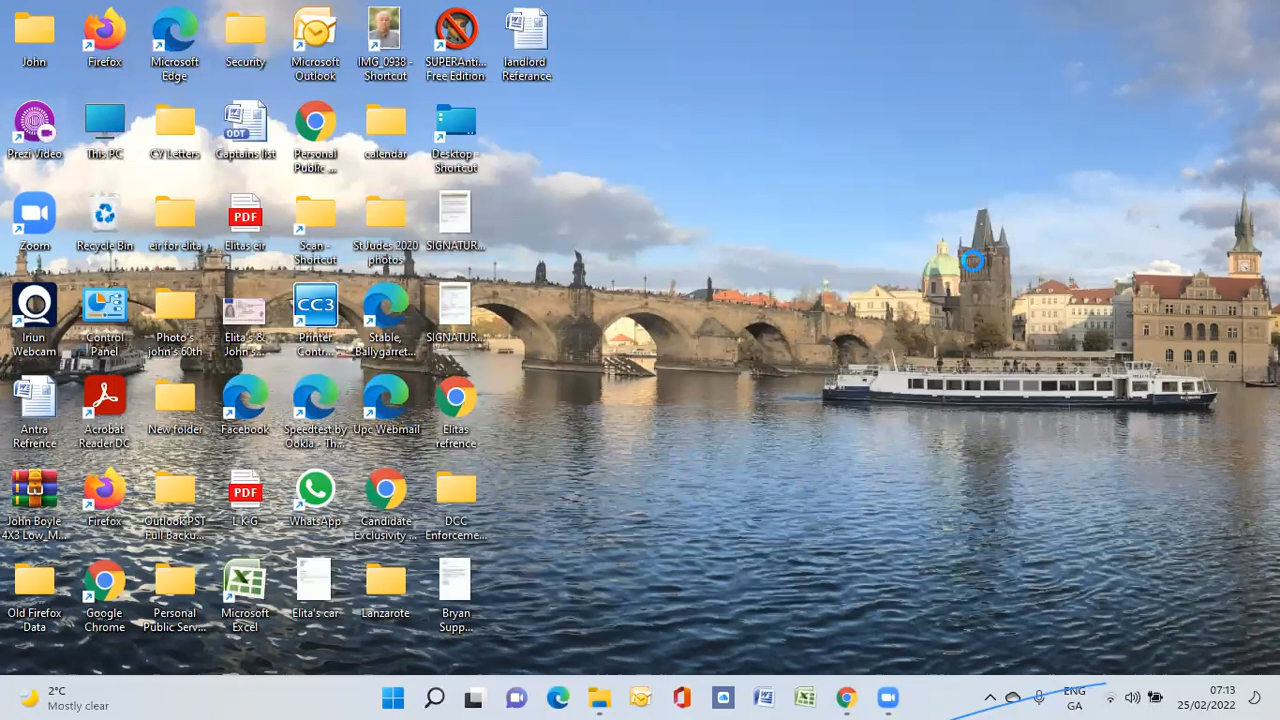 John
Firefox
Microsoft
Edge
Security
Microsoft
Outlook
IMG_0938 -
Shortcut
SUPERAnti...
Free Edition
landlord
Referance
Prezi Video
This PC
CV Letters
ODT
Captains list
Personal
Public ...
calendar
Desktop -
Shortcut
Zoom
Recycle Bin
eir for elita
PDF
Elitas eir
Scan -
Shortcut
St Judes 2020
photos
SIGNATUR...
Iriun
Webcam
Control
Panel
Photo's
john's 60th
Elita's &
John's...
CC3
Printer
Contr...
Stable,
Ballygarret...
SIGNATUR...
Antra
Refrence
Acrobat
Reader DC
New folder
Facebook
Speedtest by
Ookla - Th...
Upc Webmail
Elitas
refrence
John Boyle
4X3 Low_M...
Firefox
Outlook PST
Full Backu...
PDF
L K G
WhatsApp
Candidate
Exclusivity ...
DCC
Enforceme...
Old Firefox
Data
Google
Chrome
Personal
Public Serv...
Microsoft
Excel
Elita's car
Lanzarote
Bryan
Supp...
2°C
Mostly clear
ENG
GA
07:13
25/02/2022